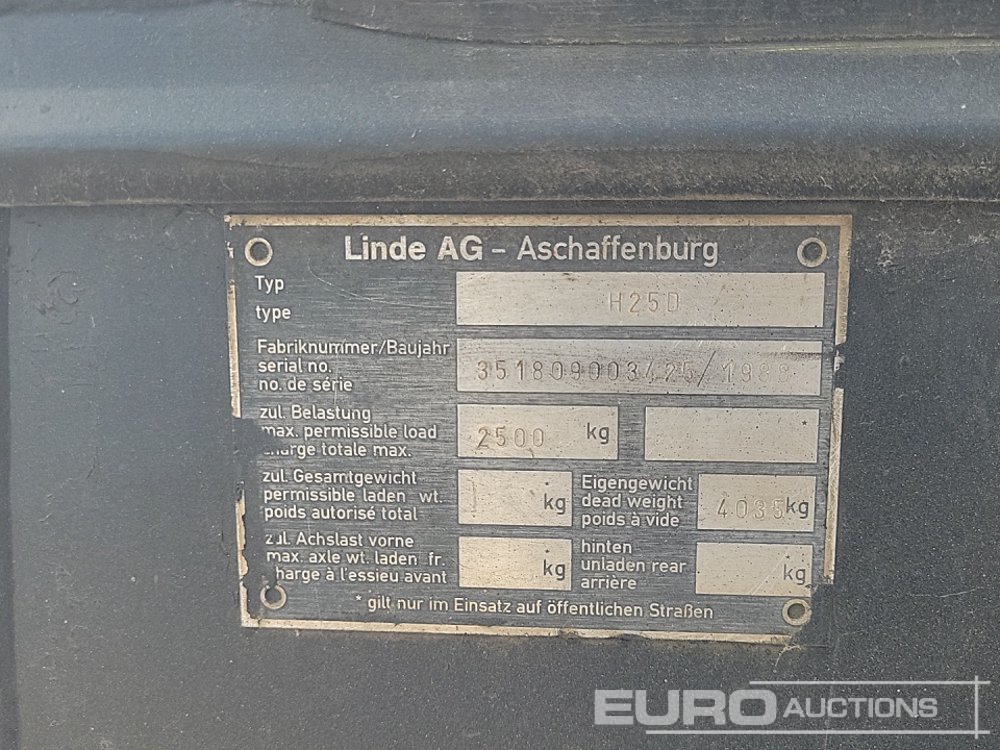 Linde AG – Aschaffenburg
Typ
type
H25D
Fabriknummer/Baujahr
serial no.
no. de série
351809003425/1988
zul. Belastung
max. permissible load
charge totale max.
2500 kg
*
zul. Gesamtgewicht
permissible laden wt.
poids autorisé total
kg
Eigengewicht
dead weight
poids à vide
4035 kg
zul. Achslast vorne
max. axle wt. laden fr.
charge à l'essieu avant
kg
hinten
unladen rear
arrière
kg
* gilt nur im Einsatz auf öffentlichen Straßen
EURO AUCTIONS